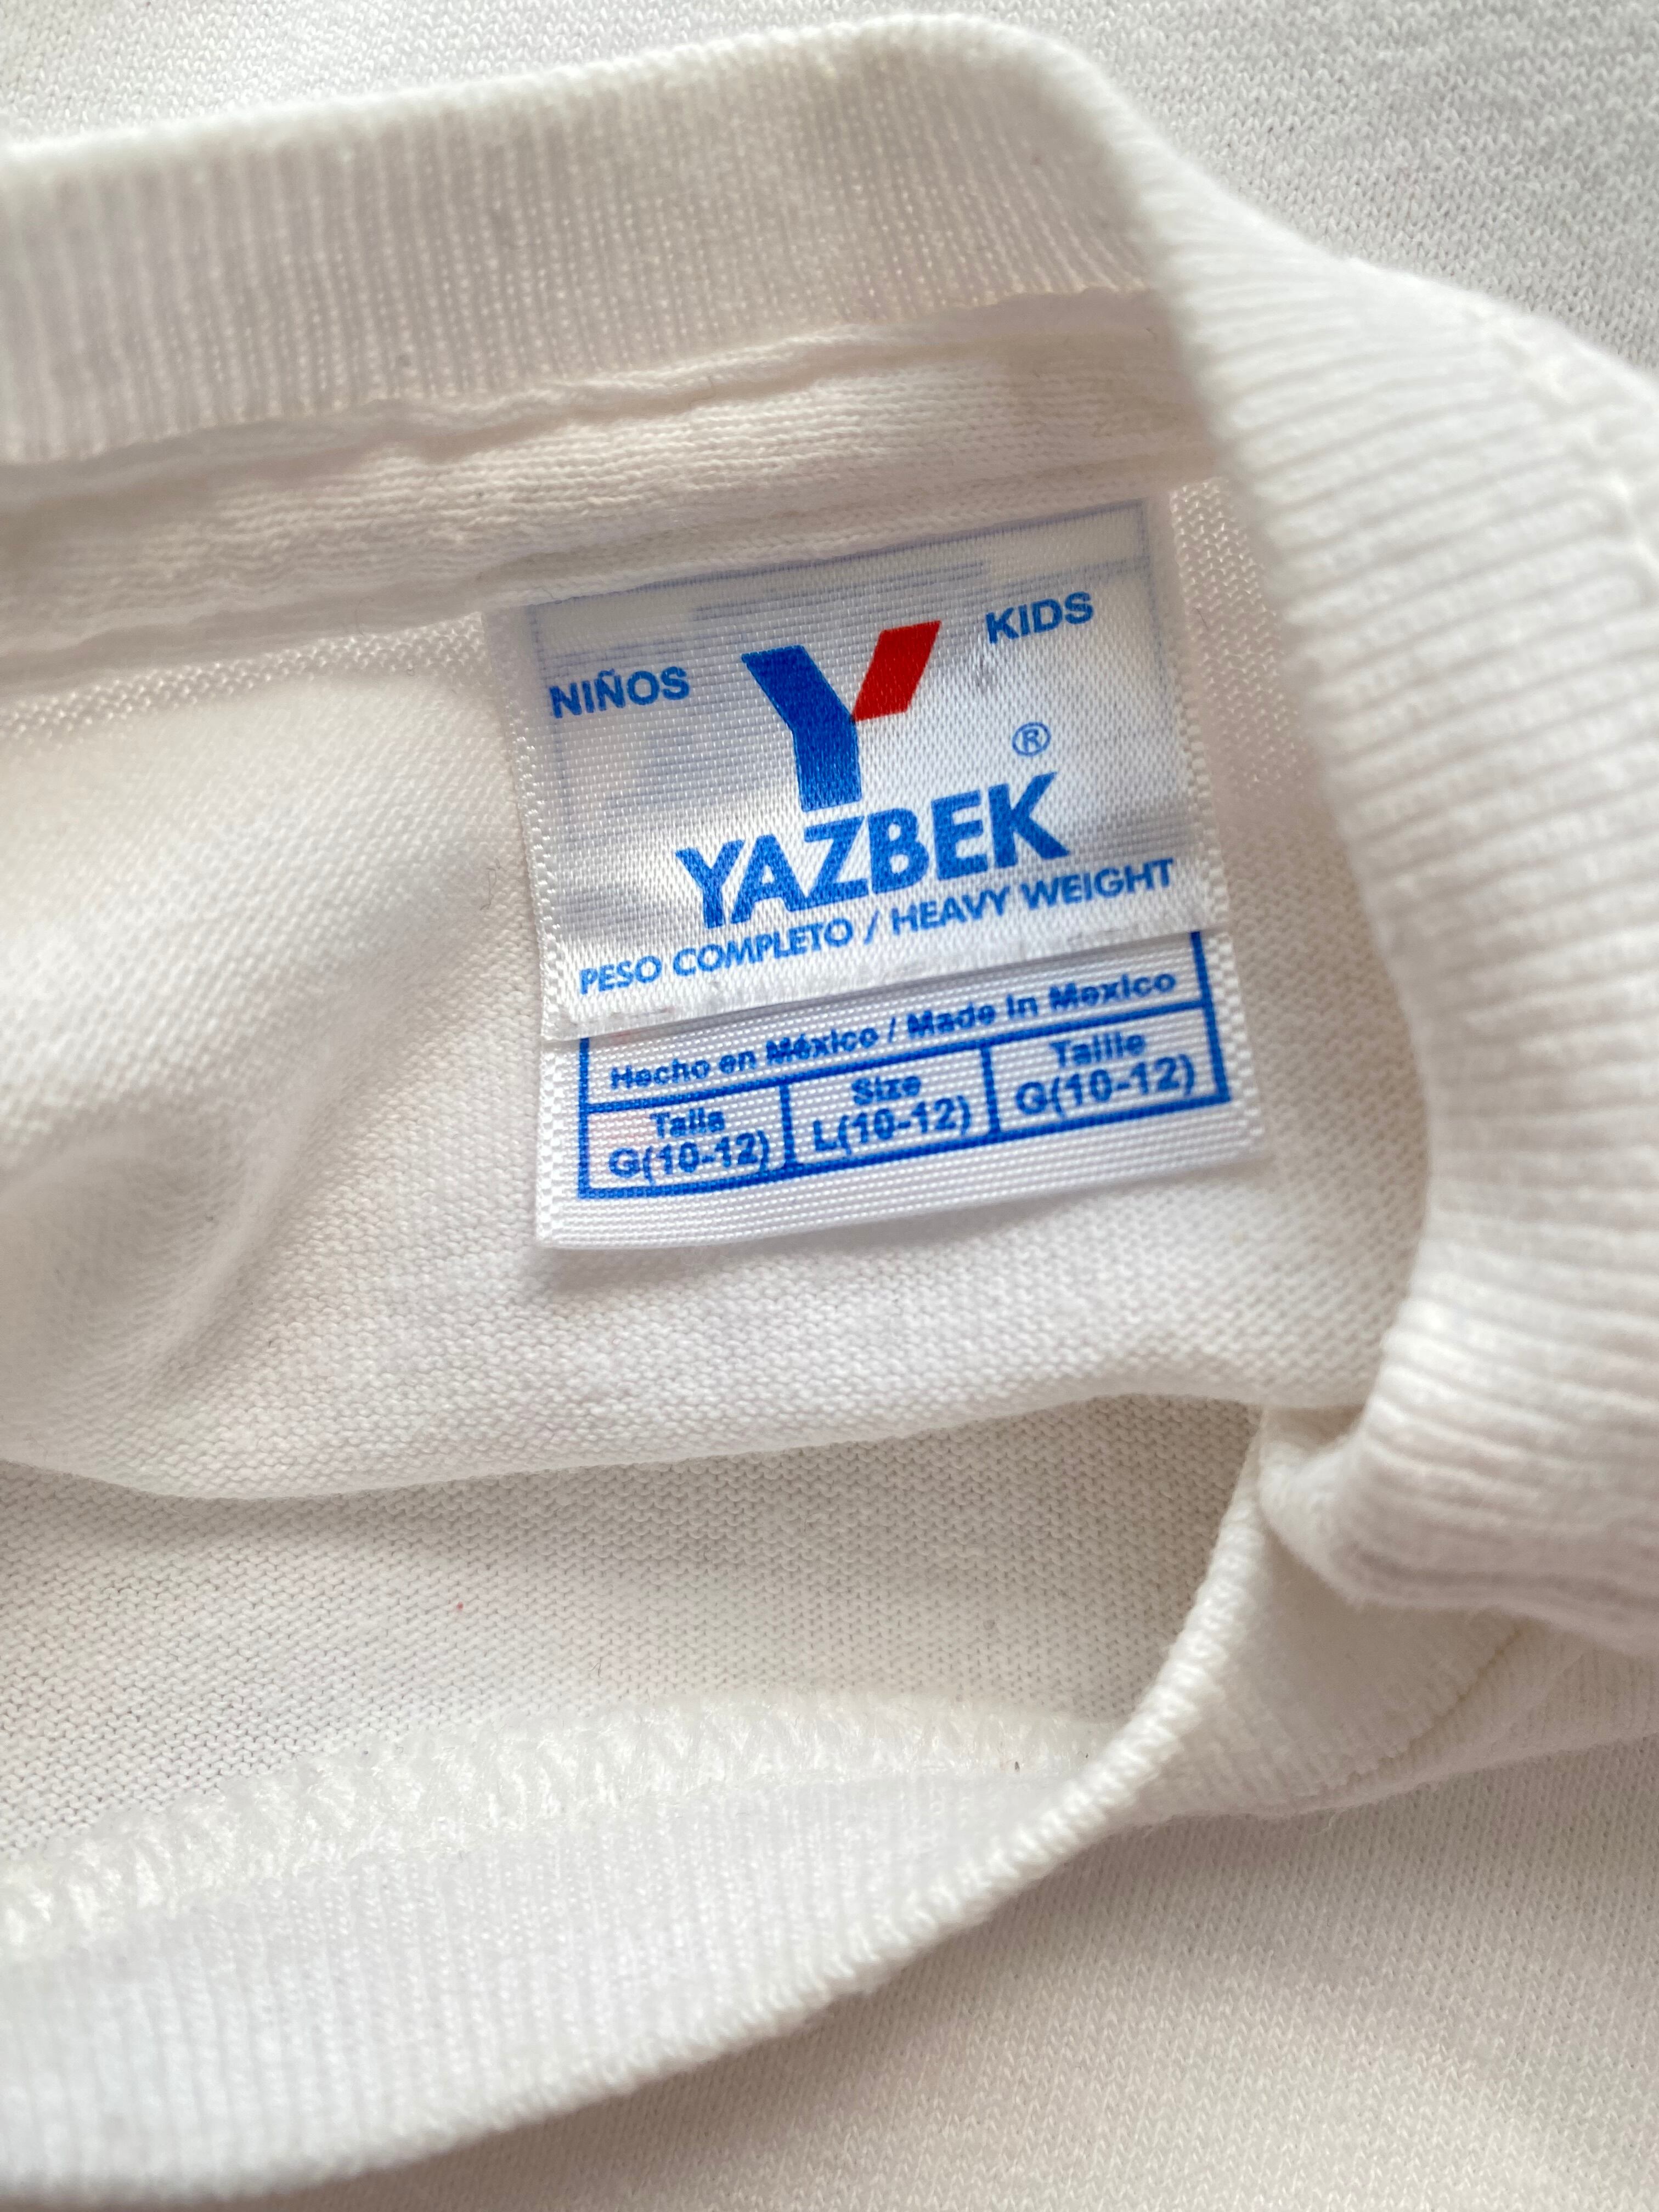 NIÑOS KIDS
Y
®
YAZBEK
PESO COMPLETO / HEAVY WEIGHT
Hecho en México / Made In Mexico
Talla Size Taille
G(10-12) L(10-12) G(10-12)